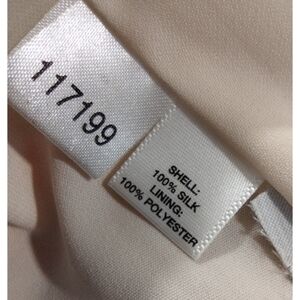 117199
SHELL:
100% SILK
LINING:
100% POLYESTER